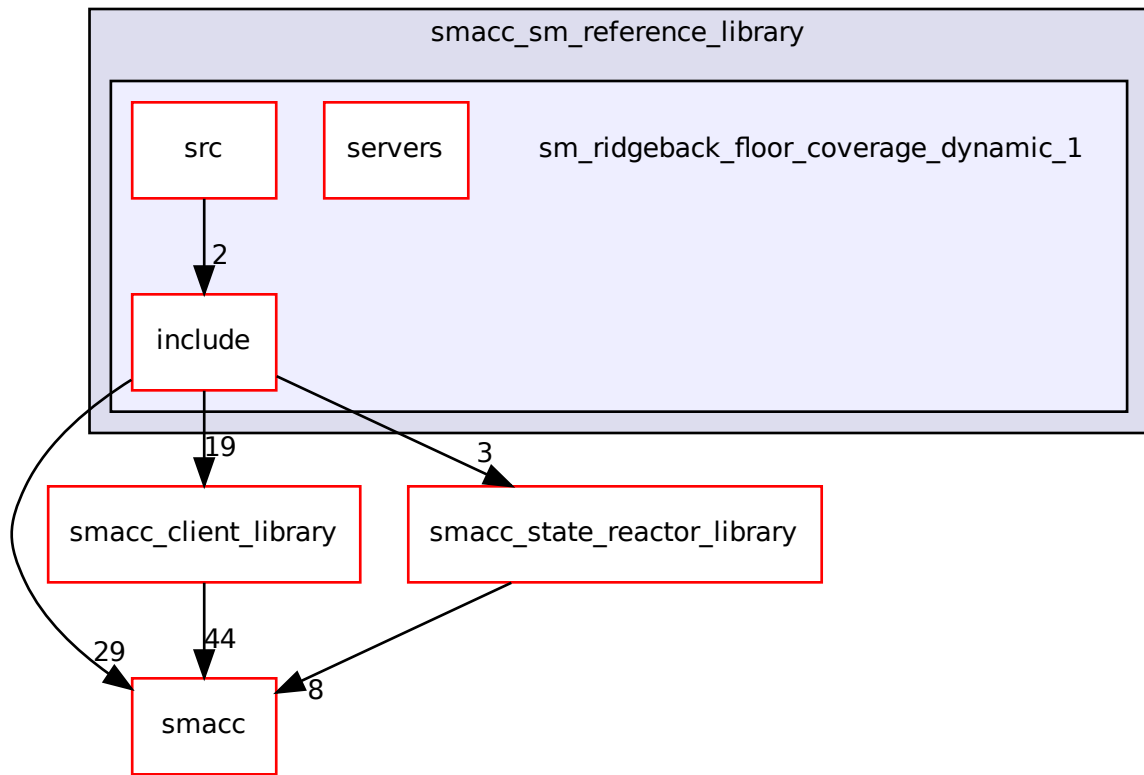 smacc_sm_reference_library
src
servers
sm_ridgeback_floor_coverage_dynamic_1
2
include
19
3
smacc_client_library
smacc_state_reactor_library
29
44
8
smacc